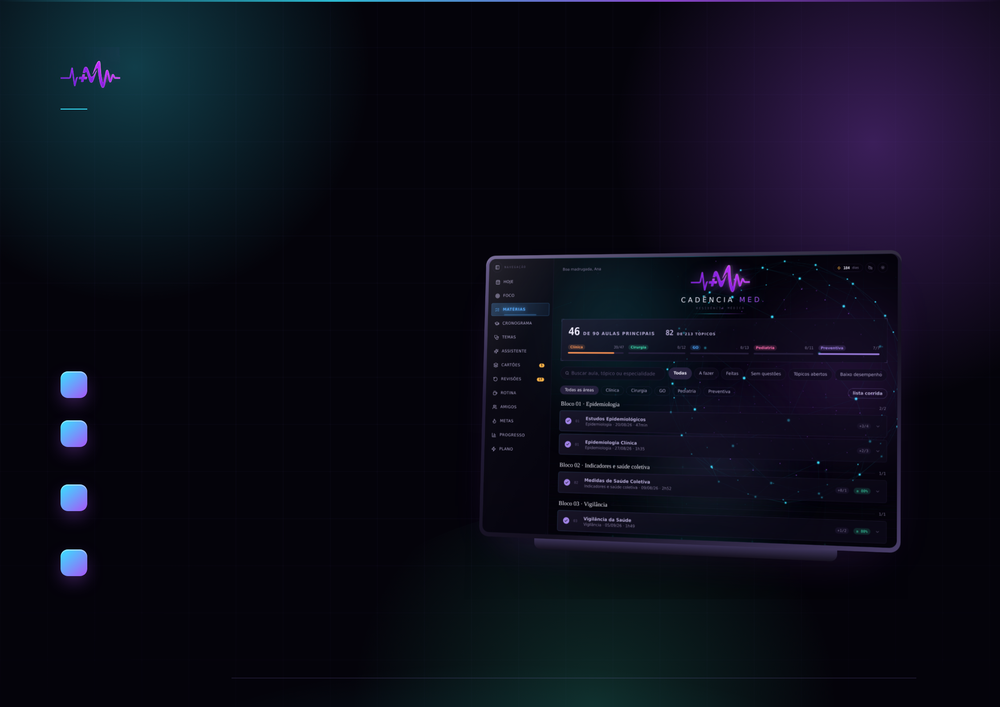 NAVEGAÇÃO
HOJE
FOCO
MATÉRIAS
CRONOGRAMA
TEMAS
ASSISTENTE
CARTÕES 5
REVISÕES 17
ROTINA
AMIGOS
METAS
PROGRESSO
PLANO
Boa madrugada, Ana
184 dias
CADÊNCIA MED
RESIDÊNCIA MÉDICA
46 DE 90 AULAS PRINCIPAIS 82 DE 213 TÓPICOS
Clínica 39/47 Cirurgia 0/12 GO 0/13 Pediatria 0/11 Preventiva 7/7
Buscar aula, tópico ou especialidade Todas A fazer Feitas Sem questões Tópicos abertos Baixo desempenho
Todas as áreas Clínica Cirurgia GO Pediatria Preventiva lista corrida
Bloco 01 · Epidemiologia 2/2
01 Estudos Epidemiológicos +3/4
Epidemiologia · 20/08/26 · 47min
01 Epidemiologia Clínica +2/3
Epidemiologia · 27/08/26 · 1h35
Bloco 02 · Indicadores e saúde coletiva 1/1
02 Medidas de Saúde Coletiva +0/1 ≥ 80%
Indicadores e saúde coletiva · 09/08/26 · 2h52
Bloco 03 · Vigilância 1/1
03 Vigilância da Saúde +1/2 ≥ 80%
Vigilância · 05/09/26 · 1h49